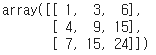 array([[ 1,  3,  6],
       [ 4,  9, 15],
       [ 7, 15, 24]])